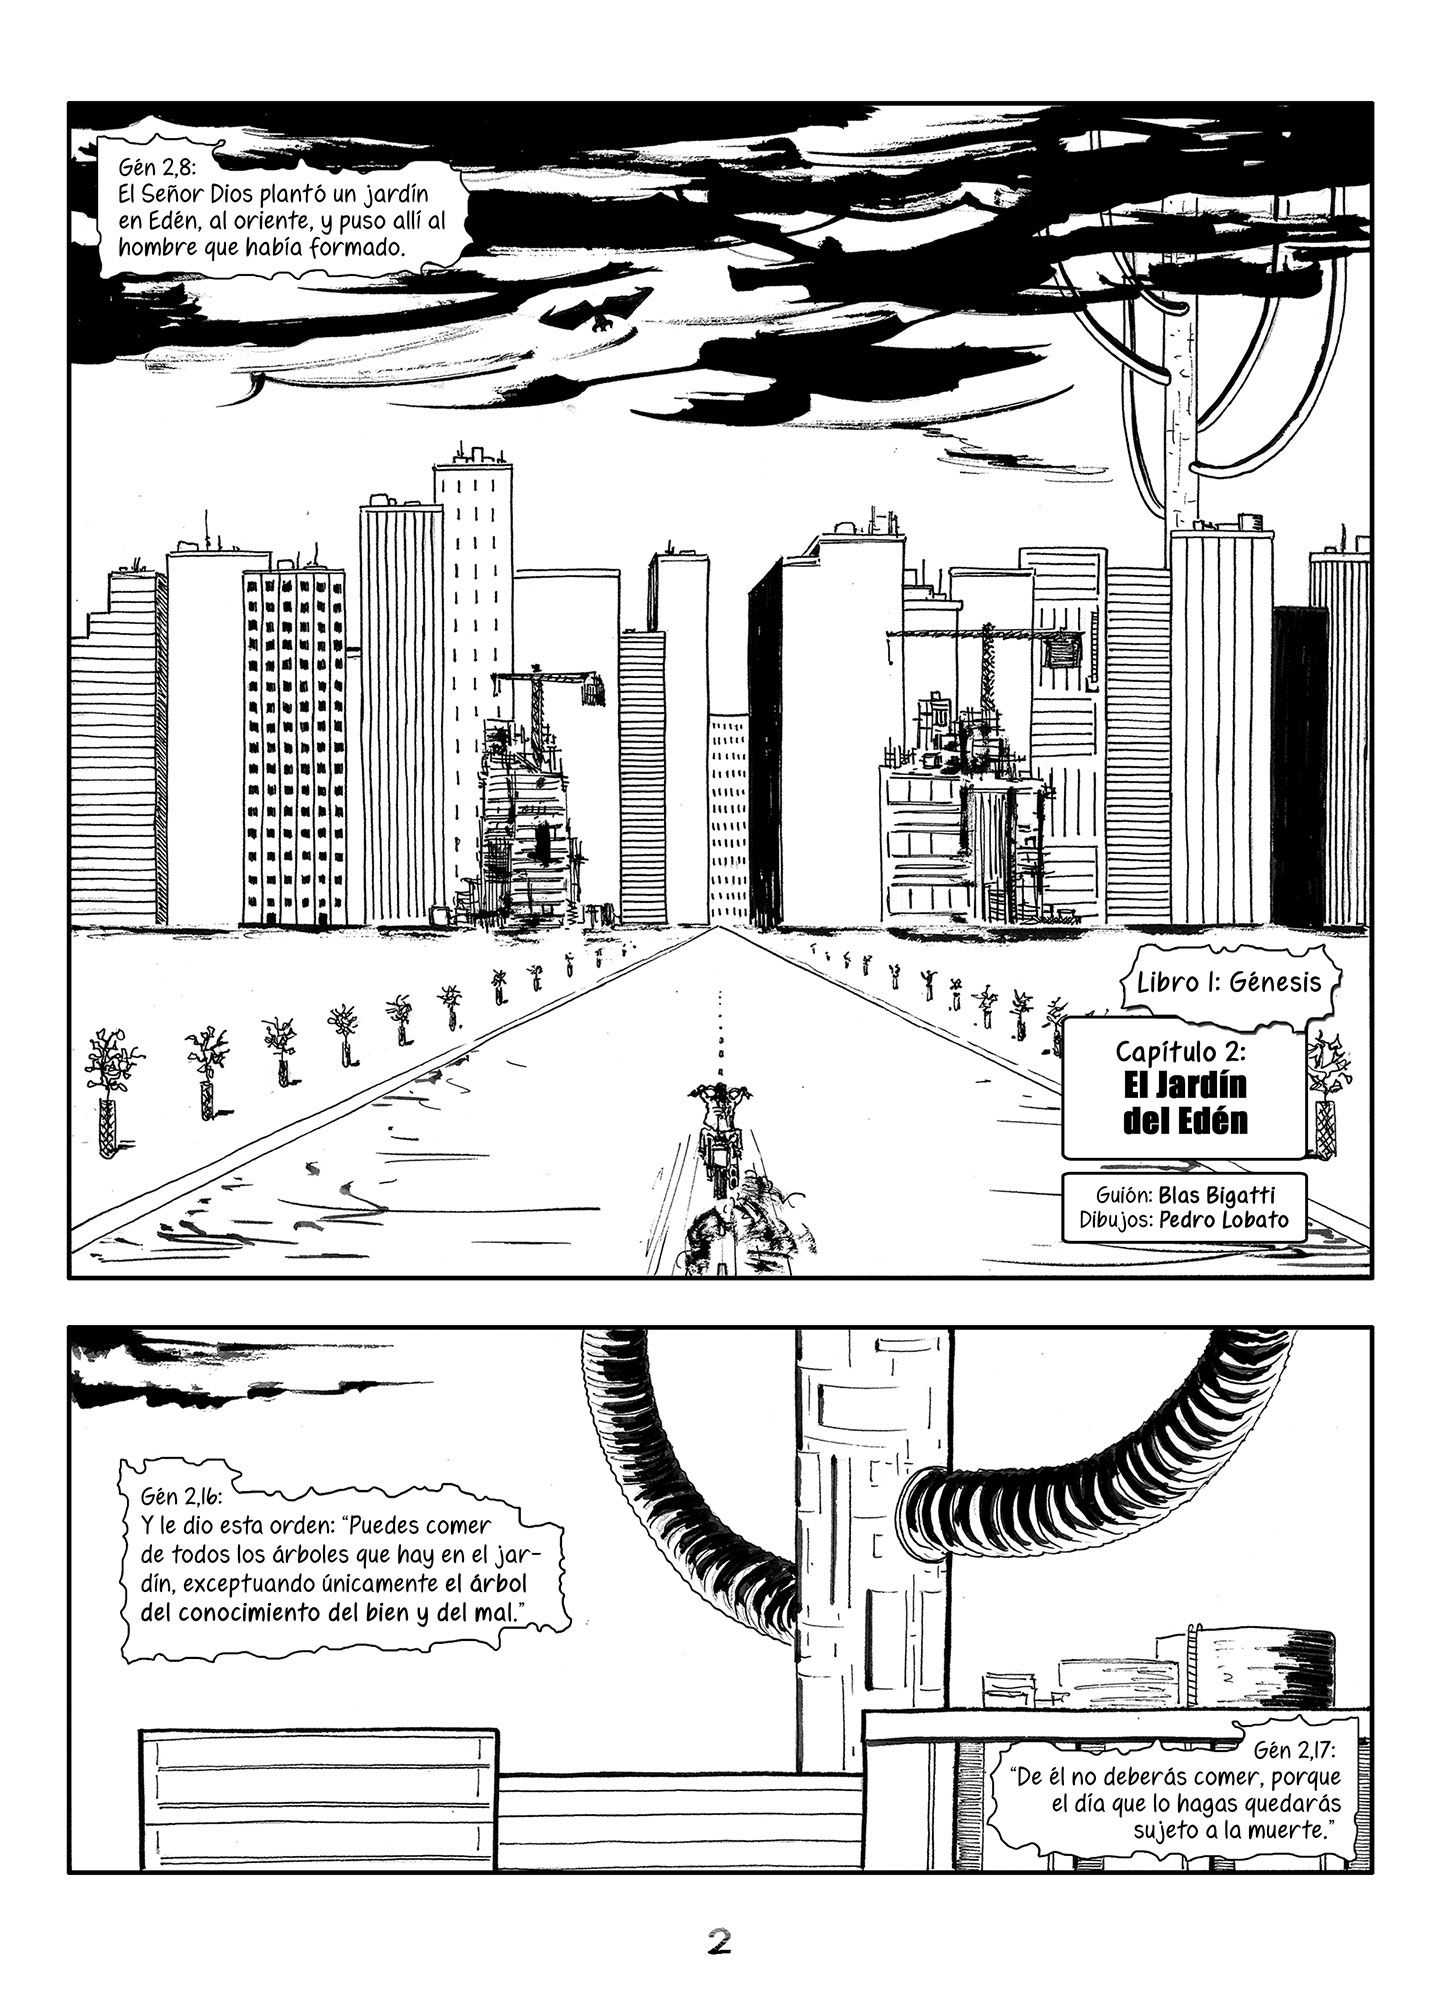 Gén 2,8:
El Señor Dios plantó un jardín
en Edén, al oriente, y puso allí al
hombre que había formado.
Libro I: Génesis
Capítulo 2:
El Jardín
del Edén
Guión: Blas Bigatti
Dibujos: Pedro Lobato
Gén 2,16:
Y le dio esta orden: “Puedes comer
de todos los árboles que hay en el jar-
dín, exceptuando únicamente el árbol
del conocimiento del bien y del mal.”
Gén 2,17:
“De él no deberás comer, porque
el día que lo hagas quedarás
sujeto a la muerte.”
2